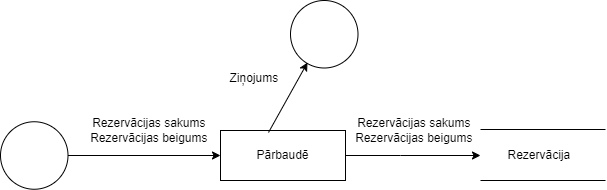 Ziņojums
Rezervācijas sakums
Rezervācijas beigums
Pārbaudē
Rezervācijas sakums
Rezervācijas beigums
Rezervācija